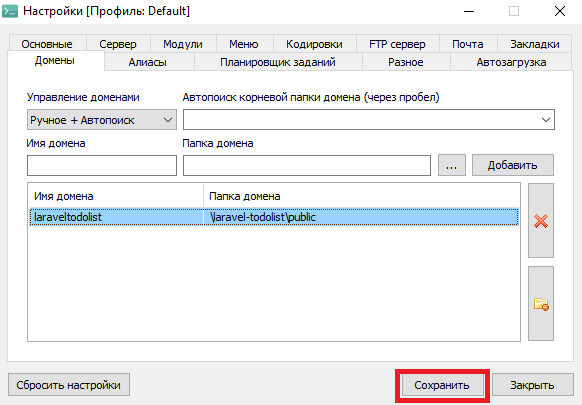 Настройки [Профиль: Default]
Основные Сервер Модули Меню Кодировки FTP сервер Почта Закладки
Домены Алиасы Планировщик заданий Разное Автозагрузка
Управление доменами Автопоиск корневой папки домена (через пробел)
Ручное + Автопоиск
Имя домена Папка домена
... Добавить
Имя домена Папка домена
laraveltodolist \laravel-todolist\public
Сбросить настройки Сохранить Закрыть